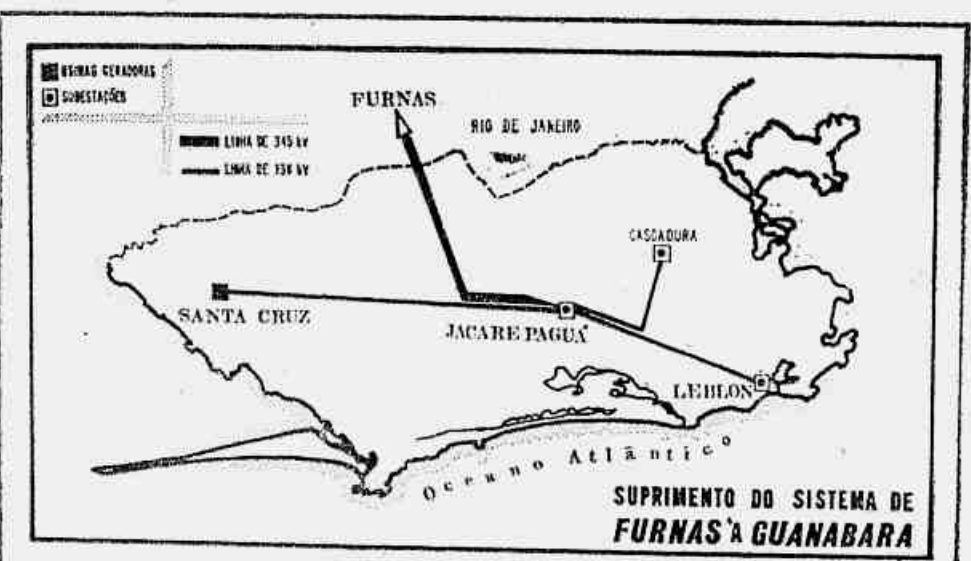 USINAS GERADORAS
SUBESTAÇÕES
LINHA DE 345 kV
LINHA DE 138 kV
FURNAS
RIO DE JANEIRO
CASCADURA
SANTA CRUZ
JACAREPAGUÁ
LEBLON
Oceano Atlântico
SUPRIMENTO DO SISTEMA DE
FURNAS À GUANABARA